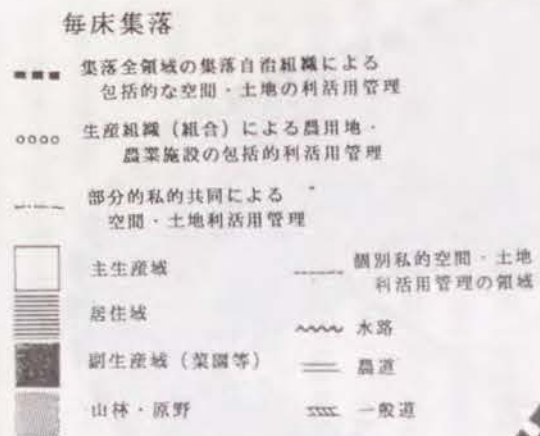 毎床集落
集落全領域の集落自治組織による
包括的な空間・土地の利活用管理
生産組織（組合）による農用地・
農業施設の包括的利活用管理
部分的私的共同による
空間・土地利活用管理
主生産域
個別私的空間・土地
利活用管理の領域
居住域
水路
副生産域（菜園等）
農道
山林・原野
一般道